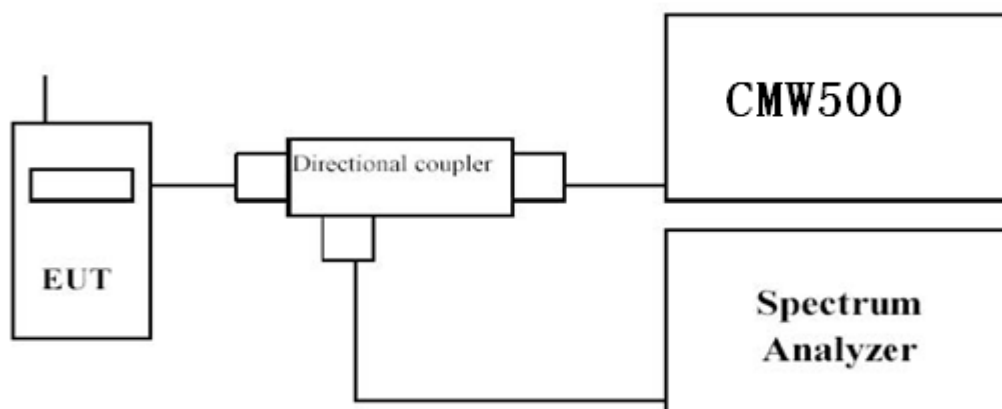 CMW500
Directional coupler
EUT
Spectrum
Analyzer